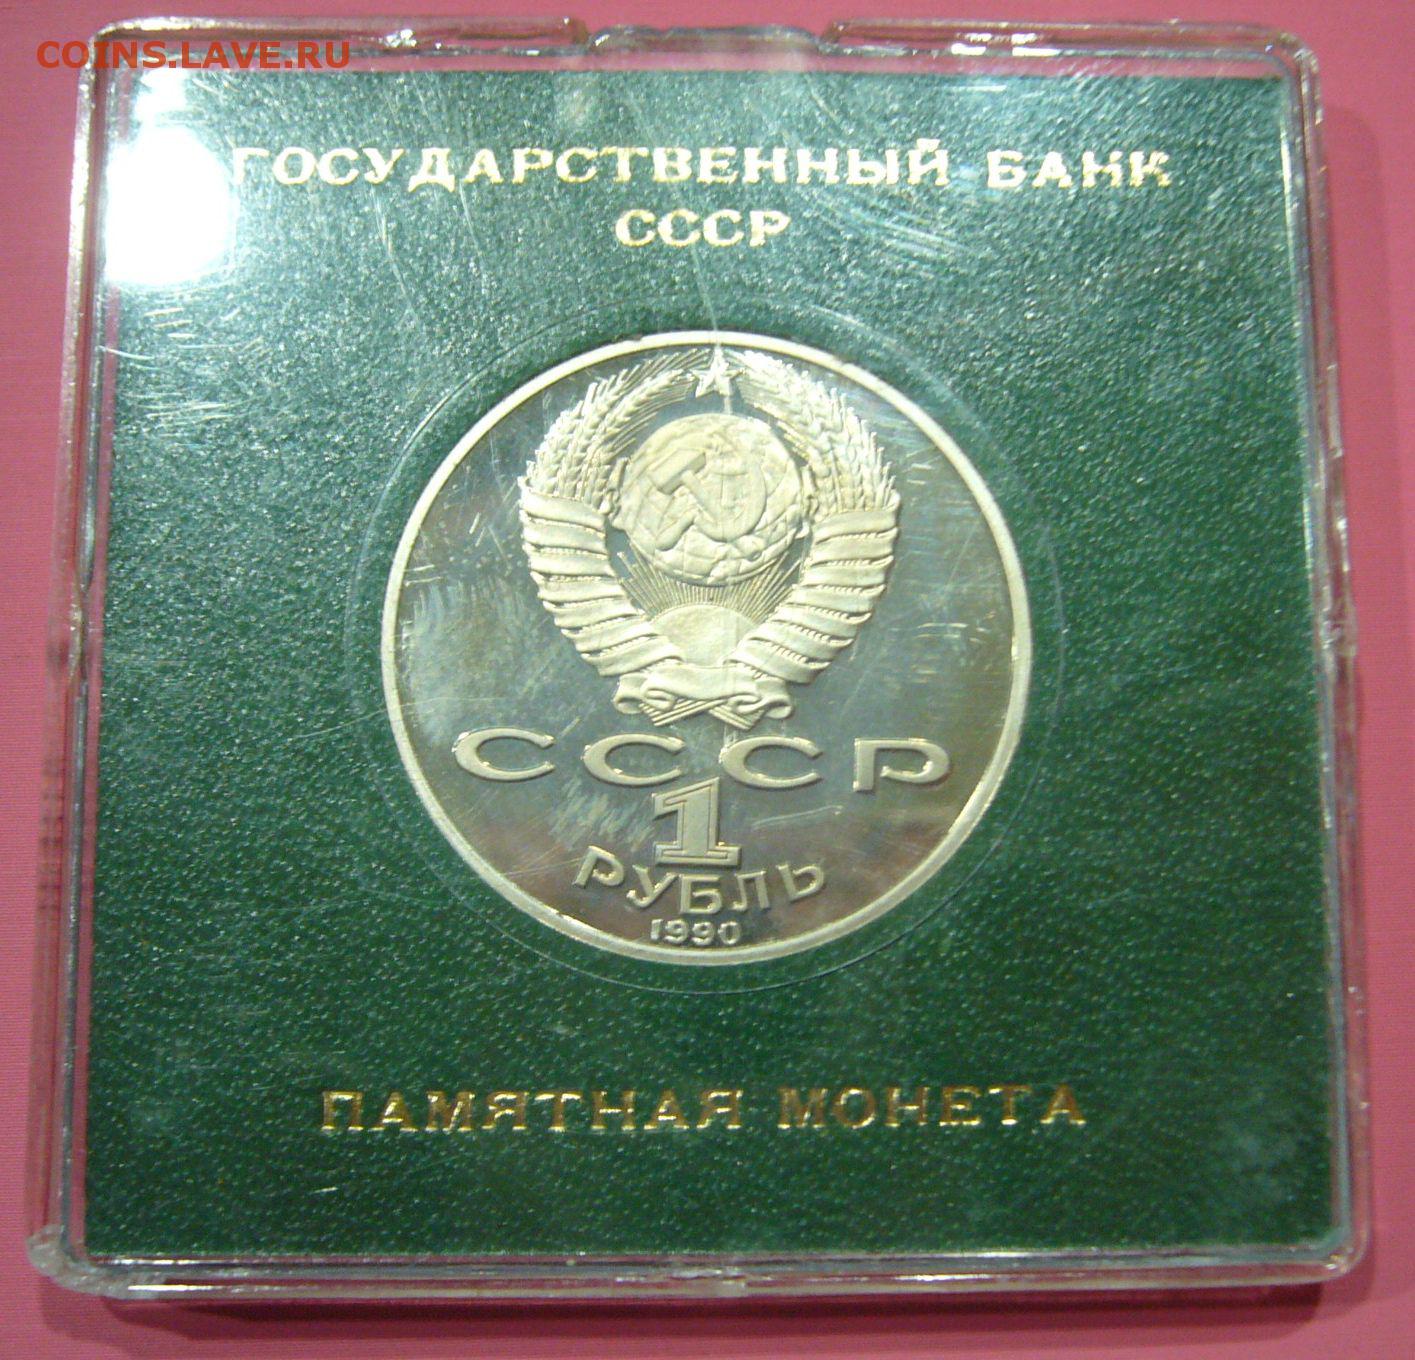 COINS.LAVE.RU
ГОСУДАРСТВЕННЫЙ БАНК
СССР
СССР
1
РУБЛЬ
1990
ПАМЯТНАЯ МОНЕТА